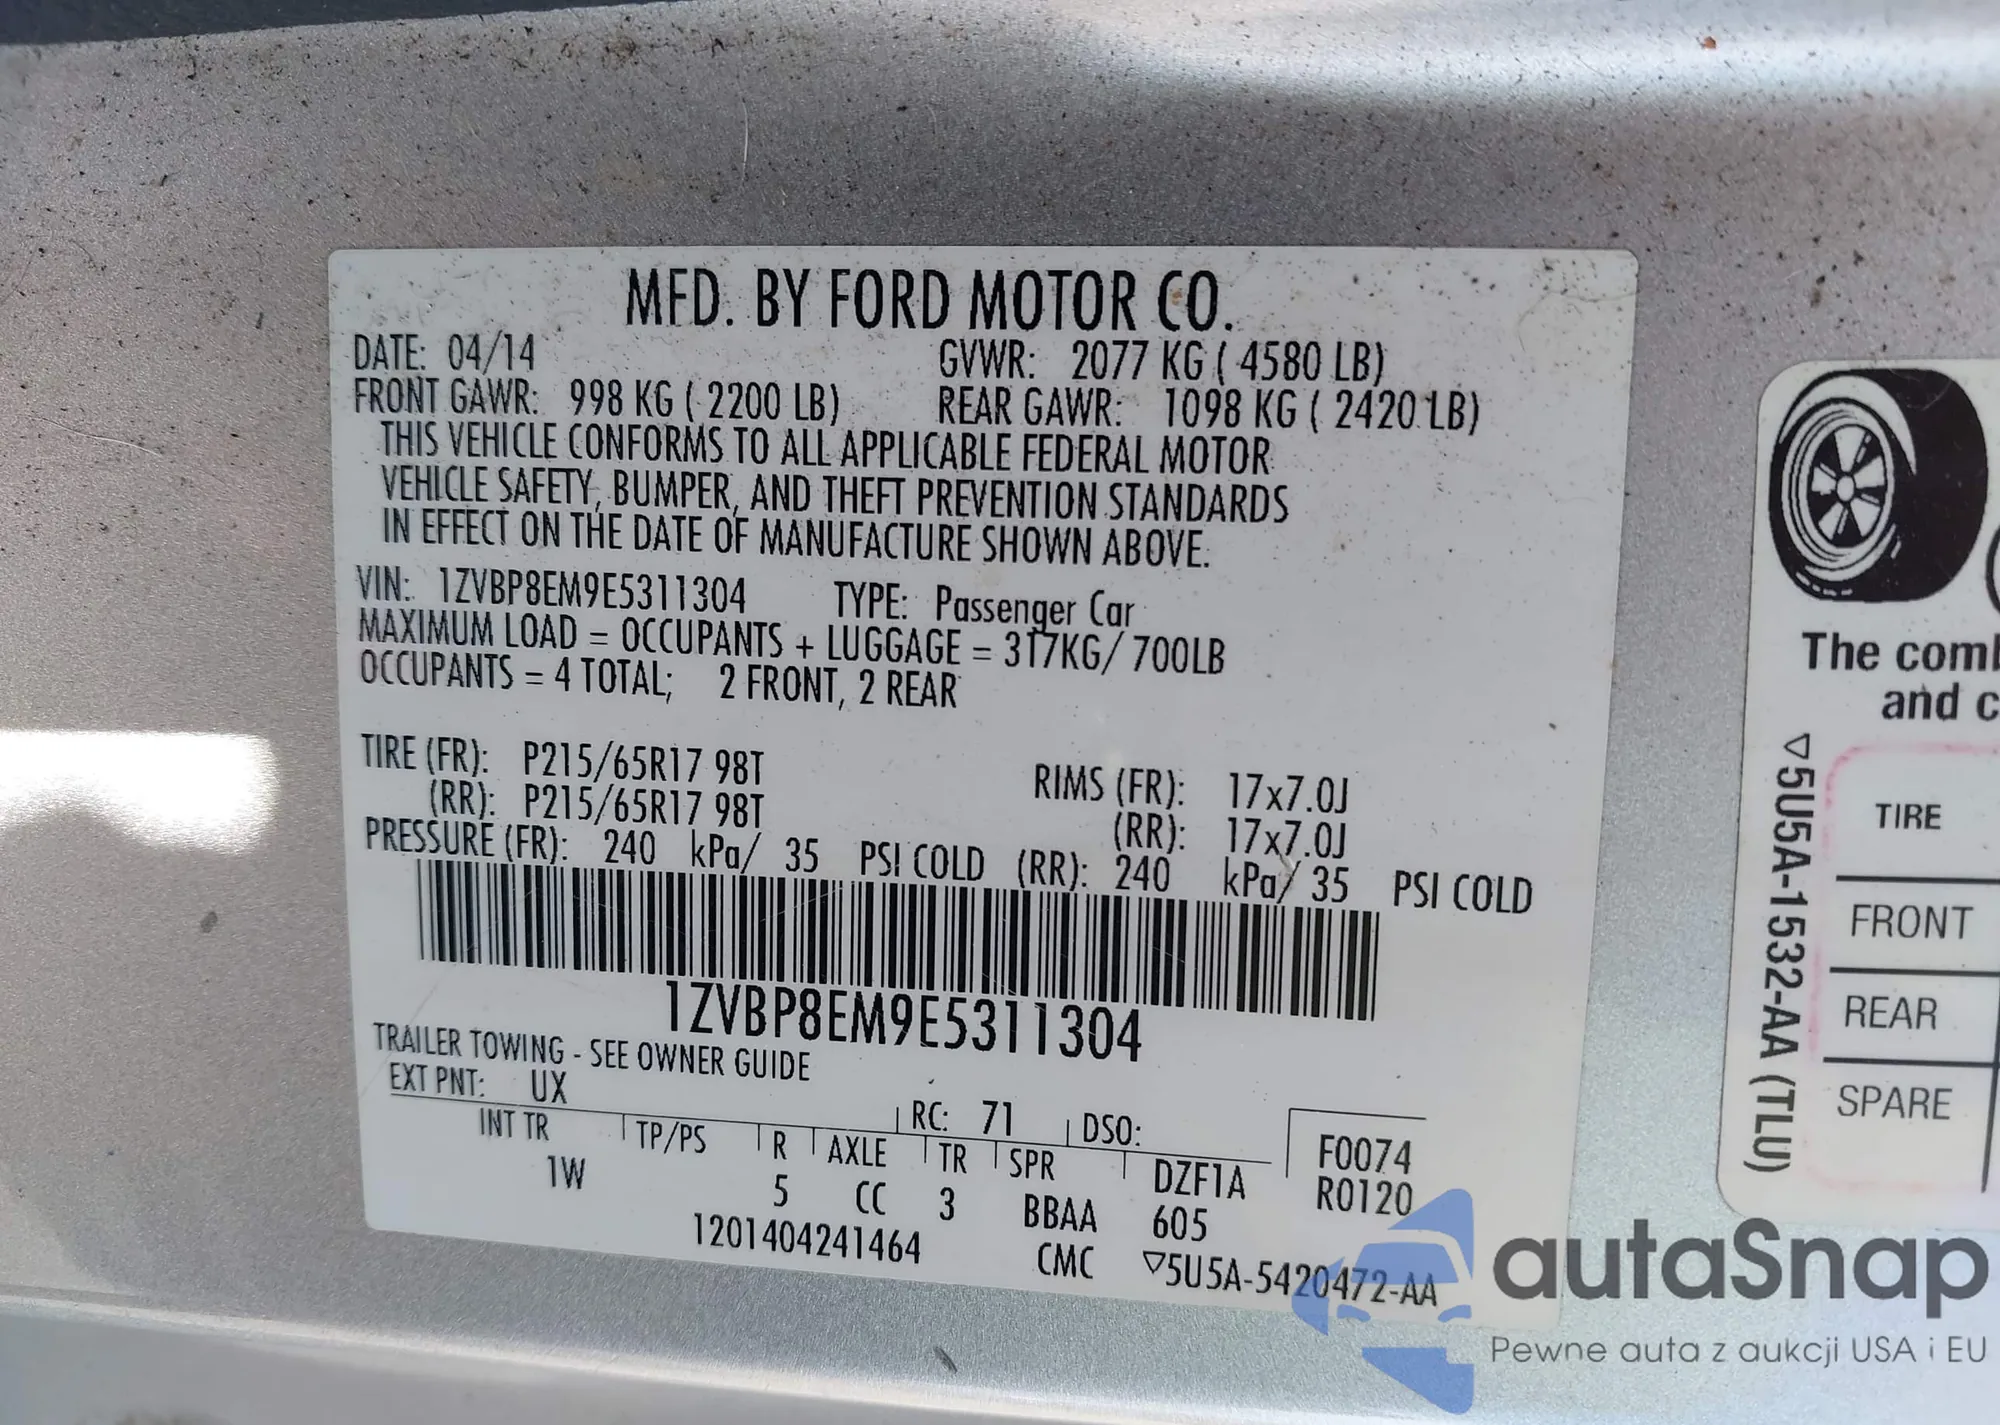 MFD. BY FORD MOTOR CO.
DATE: 04/14 GVWR: 2077 KG ( 4580 LB)
FRONT GAWR: 998 KG ( 2200 LB) REAR GAWR: 1098 KG ( 2420 LB)
THIS VEHICLE CONFORMS TO ALL APPLICABLE FEDERAL MOTOR
VEHICLE SAFETY, BUMPER, AND THEFT PREVENTION STANDARDS
IN EFFECT ON THE DATE OF MANUFACTURE SHOWN ABOVE.
VIN: 1ZVBP8EM9E5311304 TYPE: Passenger Car
MAXIMUM LOAD = OCCUPANTS + LUGGAGE = 317KG/ 700LB
OCCUPANTS = 4 TOTAL; 2 FRONT, 2 REAR
TIRE (FR): P215/65R17 98T RIMS (FR): 17x7.0J
(RR): P215/65R17 98T (RR): 17x7.0J
PRESSURE (FR): 240 kPa/ 35 PSI COLD (RR): 240 kPa/ 35 PSI COLD
1ZVBP8EM9E5311304
TRAILER TOWING - SEE OWNER GUIDE
EXT PNT: UX RC: 71 DSO:
INT TR TP/PS R AXLE TR SPR DZF1A F0074
1W 5 CC 3 BBAA 605 R0120
1201404241464 CMC ▽5U5A-5420472-AA
The comb
and c
▽5U5A-1532-AA (TLU)
TIRE
FRONT
REAR
SPARE
autaSnap
Pewne auta z aukcji USA i EU